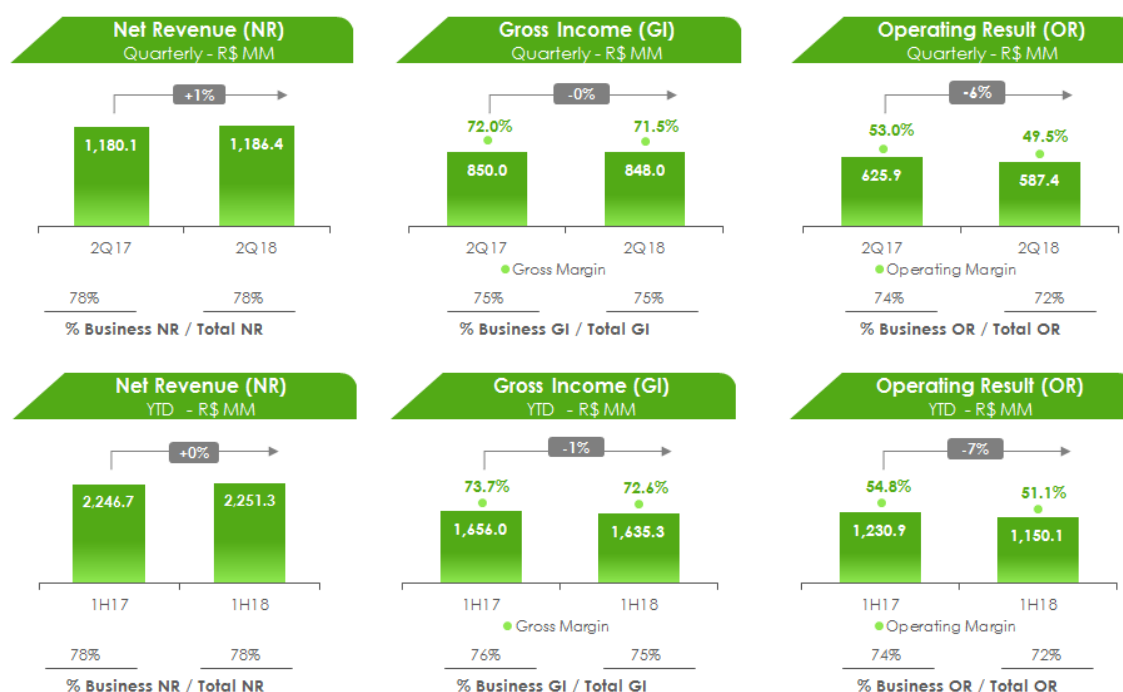 Net Revenue (NR)
Quarterly - R$ MM
+1%
1,180.1
1,186.4
2Q17
2Q18
78%
78%
% Business NR / Total NR
Gross Income (GI)
Quarterly - R$ MM
-0%
72.0%
71.5%
850.0
848.0
2Q17
2Q18
Gross Margin
75%
75%
% Business GI / Total GI
Operating Result (OR)
Quarterly - R$ MM
-6%
53.0%
49.5%
625.9
587.4
2Q17
2Q18
Operating Margin
74%
72%
% Business OR / Total OR
Net Revenue (NR)
YTD - R$ MM
+0%
2,246.7
2,251.3
1H17
1H18
78%
78%
% Business NR / Total NR
Gross Income (GI)
YTD - R$ MM
-1%
73.7%
72.6%
1,656.0
1,635.3
1H17
1H18
Gross Margin
76%
75%
% Business GI / Total GI
Operating Result (OR)
YTD - R$ MM
-7%
54.8%
51.1%
1,230.9
1,150.1
1H17
1H18
Operating Margin
74%
72%
% Business OR / Total OR